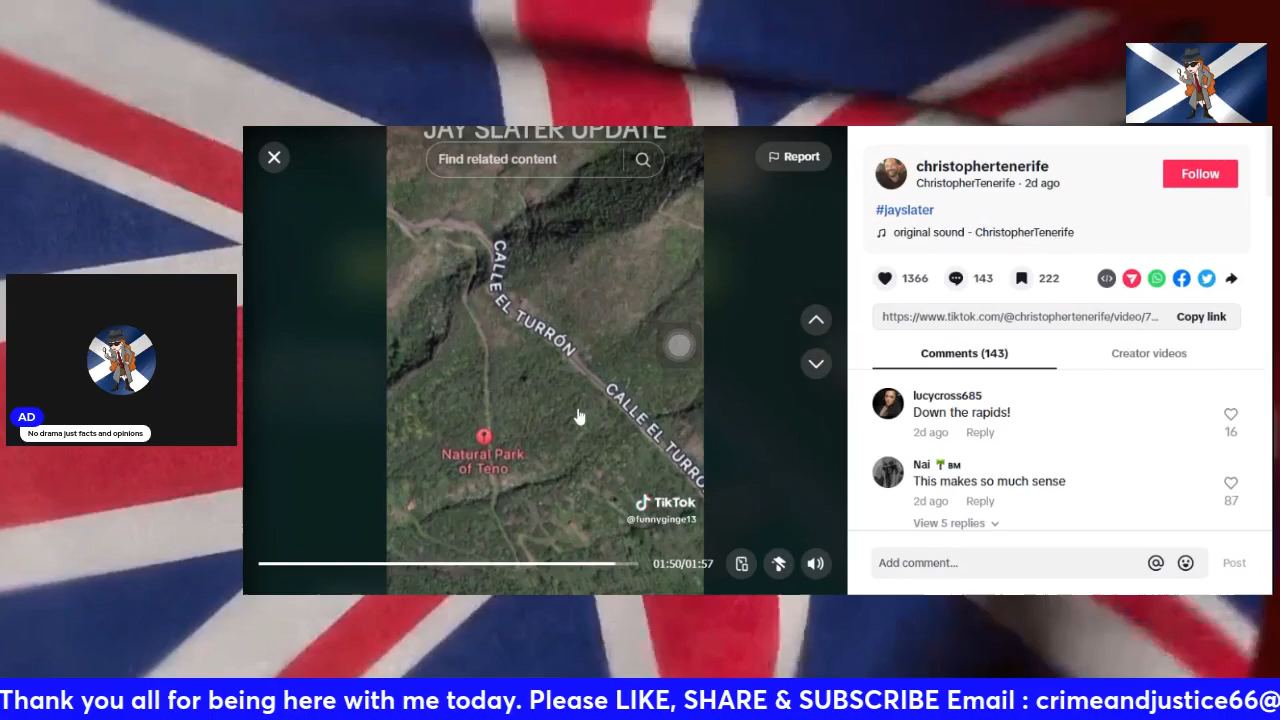 JAY SLATER UPDATE
Find related content
Report
CALLE EL TURRÓN
CALLE EL TURRÓ
Natural Park
of Teno
TikTok
@funnyginge13
01:50/01:57
AD
No drama just facts and opinions
christophertenerife
ChristopherTenerife · 2d ago
Follow
#jayslater
original sound - ChristopherTenerife
1366
143
222
https://www.tiktok.com/@christophertenerife/video/7...
Copy link
Comments (143)
Creator videos
lucycross685
Down the rapids!
2d ago
Reply
16
Nai 🌴 BM
This makes so much sense
2d ago
Reply
87
View 5 replies
Add comment...
Post
Thank you all for being here with me today. Please LIKE, SHARE & SUBSCRIBE Email : crimeandjustice66@